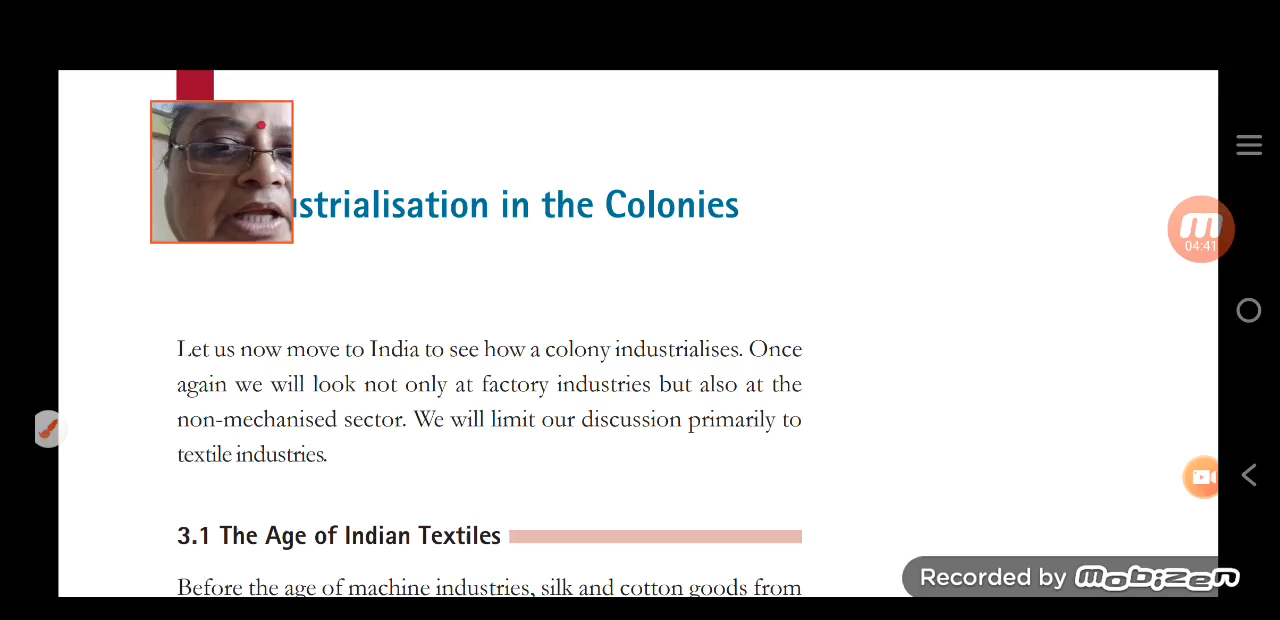 ustrialisation in the Colonies
04:41
Let us now move to India to see how a colony industrialises. Once
again we will look not only at factory industries but also at the
non-mechanised sector. We will limit our discussion primarily to
textile industries.
3.1 The Age of Indian Textiles
Before the age of machine industries, silk and cotton goods from
Recorded by mobizen